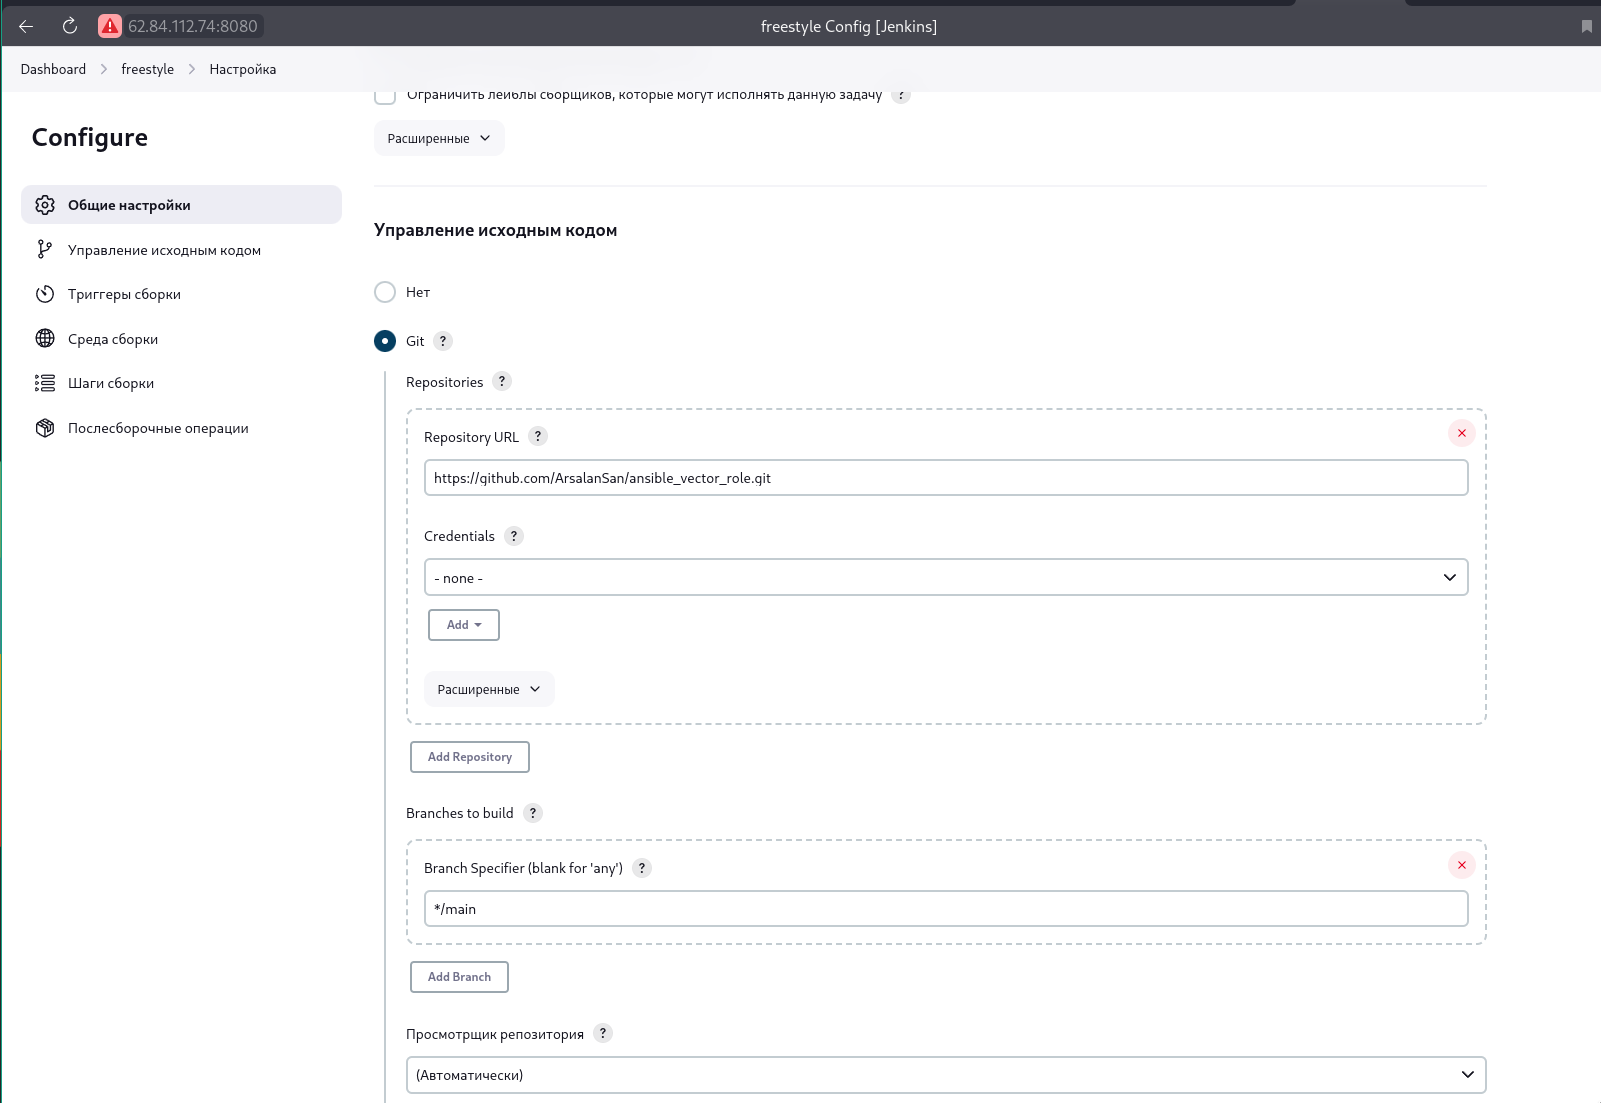 62.84.112.74:8080
freestyle Config [Jenkins]
Dashboard > freestyle > Настройка
Ограничить лейблы сборщиков, которые могут исполнять данную задачу ?
Configure
Расширенные
Общие настройки
Управление исходным кодом
Триггеры сборки
Среда сборки
Шаги сборки
Послесборочные операции
Управление исходным кодом
Нет
Git ?
Repositories ?
Repository URL ?
https://github.com/ArsalanSan/ansible_vector_role.git
Credentials ?
- none -
Add
Расширенные
Add Repository
Branches to build ?
Branch Specifier (blank for 'any') ?
*/main
Add Branch
Просмотрщик репозитория ?
(Автоматически)